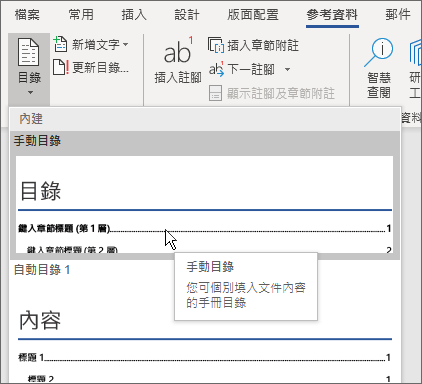 檔案 常用 插入 設計 版面配置 參考資料 郵件
目錄
新增文字
更新目錄...
ab¹
插入註腳
插入章節附註
下一註腳
顯示註腳及章節附註
智慧
查閱
研
工
資料
內建
手動目錄
目錄
鍵入章節標題 (第 1 層)....................1
鍵入章節標題 (第 2 層)....................2
手動目錄
您可個別填入文件內容
的手冊目錄
自動目錄 1
內容
標題 1....................1
標題 2....................1